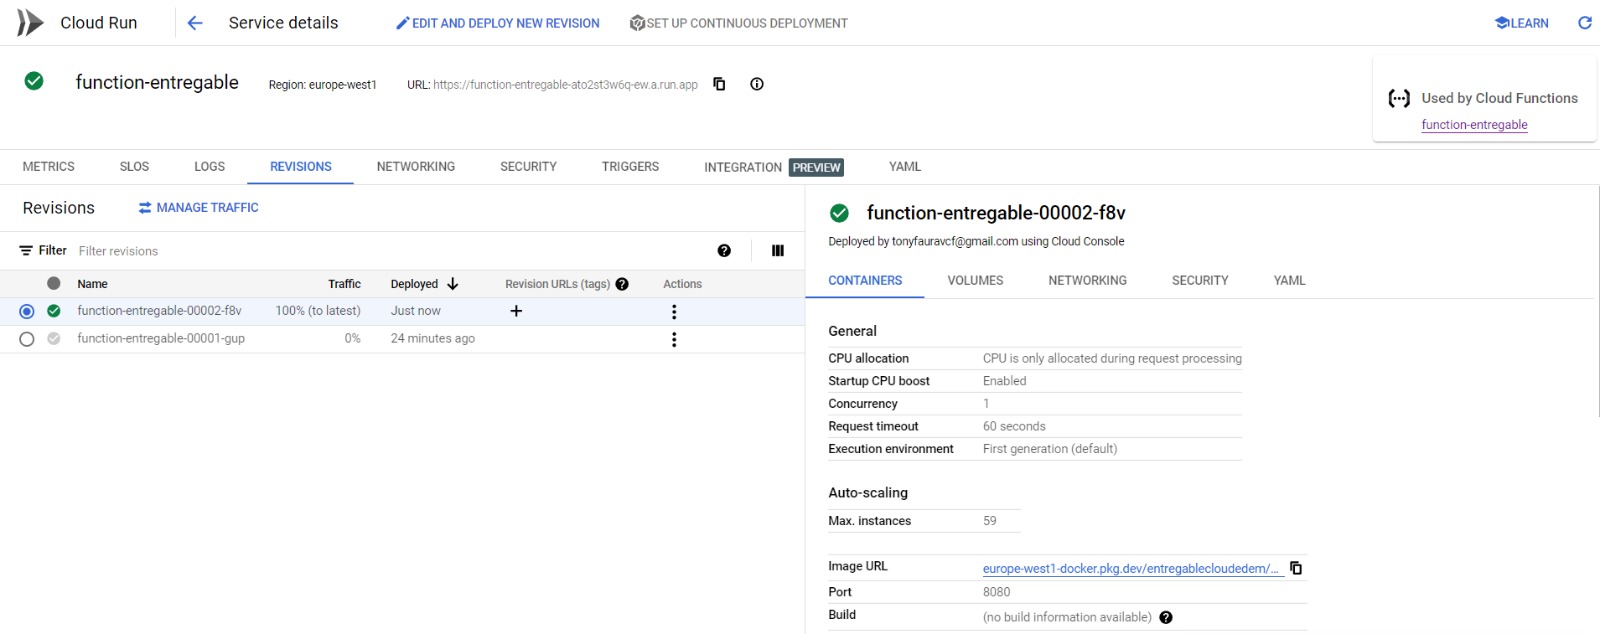 Cloud Run
Service details
EDIT AND DEPLOY NEW REVISION
SET UP CONTINUOUS DEPLOYMENT
LEARN
function-entregable
Region: europe-west1
URL: https://function-entregable-ato2st3w6q-ew.a.run.app
Used by Cloud Functions
function-entregable
METRICS SLOS LOGS REVISIONS NETWORKING SECURITY TRIGGERS INTEGRATION PREVIEW YAML
Revisions
MANAGE TRAFFIC
Filter Filter revisions
Name Traffic Deployed Revision URLs (tags) Actions
function-entregable-00002-f8v 100% (to latest) Just now
function-entregable-00001-gup 0% 24 minutes ago
function-entregable-00002-f8v
Deployed by tonyfauravcf@gmail.com using Cloud Console
CONTAINERS VOLUMES NETWORKING SECURITY YAML
General
CPU allocation CPU is only allocated during request processing
Startup CPU boost Enabled
Concurrency 1
Request timeout 60 seconds
Execution environment First generation (default)
Auto-scaling
Max. instances 59
Image URL europe-west1-docker.pkg.dev/entregablecloudedem/...
Port 8080
Build (no build information available)